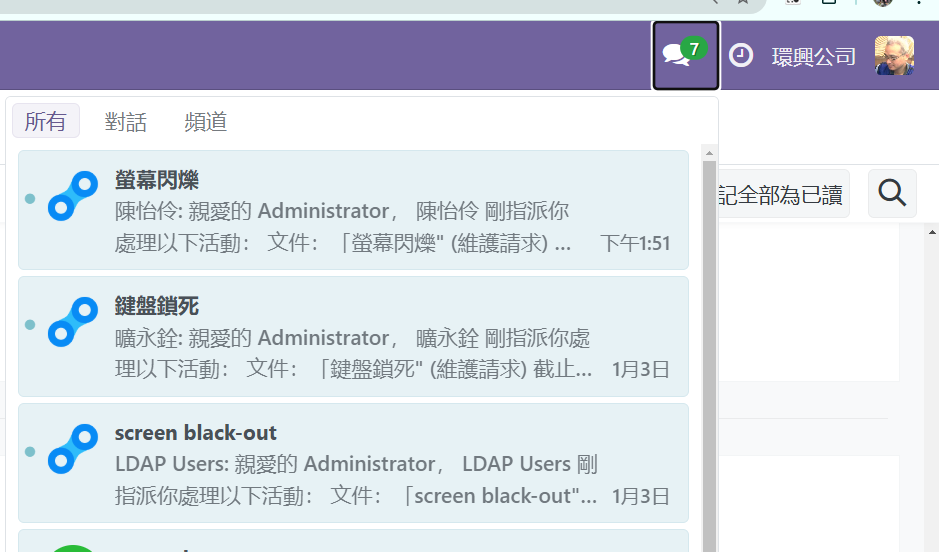 7
環興公司
所有 對話 頻道
記全部為已讀
螢幕閃爍
陳怡伶: 親愛的 Administrator， 陳怡伶 剛指派你
處理以下活動： 文件： 「螢幕閃爍" (維護請求) ... 下午1:51
鍵盤鎖死
曠永銓: 親愛的 Administrator， 曠永銓 剛指派你處
理以下活動： 文件： 「鍵盤鎖死" (維護請求) 截止... 1月3日
screen black-out
LDAP Users: 親愛的 Administrator， LDAP Users 剛
指派你處理以下活動： 文件： 「screen black-out"... 1月3日